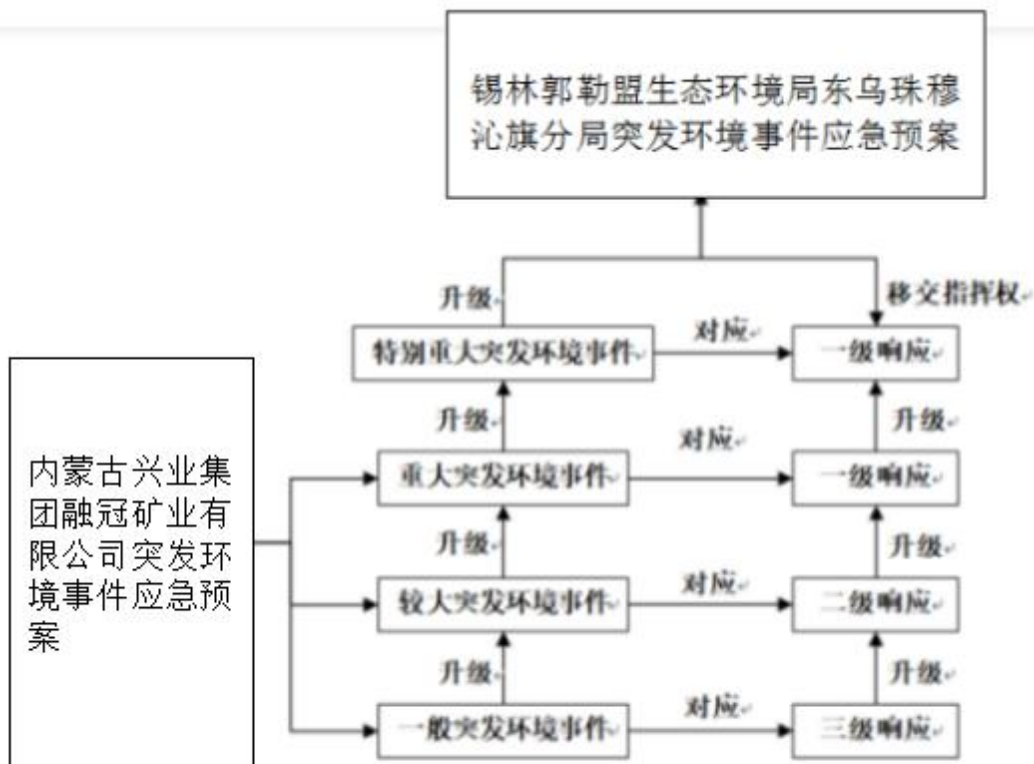 锡林郭勒盟生态环境局东乌珠穆
沁旗分局突发环境事件应急预案
升级
移交指挥权
特别重大突发环境事件
对应
一级响应
升级
对应
升级
内蒙古兴业集
团融冠矿业有
限公司突发环
境事件应急预
案
重大突发环境事件
一级响应
升级
对应
升级
较大突发环境事件
二级响应
升级
对应
升级
一般突发环境事件
三级响应